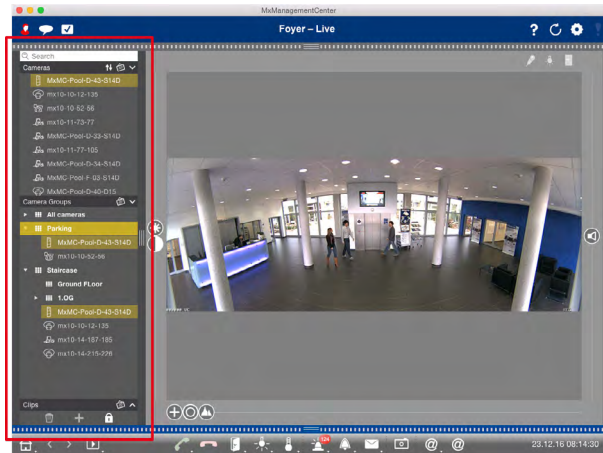 MxManagementCenter
Foyer – Live
Search
Cameras
MxMC-Pool-D-43-S14D
mx10-10-12-135
mx10-10-52-56
mx10-11-73-77
MxMC-Pool-D-33-S14D
mx10-11-77-105
MxMC-Pool-D-34-S14D
MxMC-Pool-F-03-S14D
MxMC-Pool-D-40-D15
Camera Groups
All cameras
Parking
MxMC-Pool-D-43-S14D
mx10-10-52-56
Staircase
Ground FLoor
1.OG
MxMC-Pool-D-43-S14D
mx10-10-12-135
mx10-14-187-185
mx10-14-215-226
Clips
124
23.12.16 08:14:30